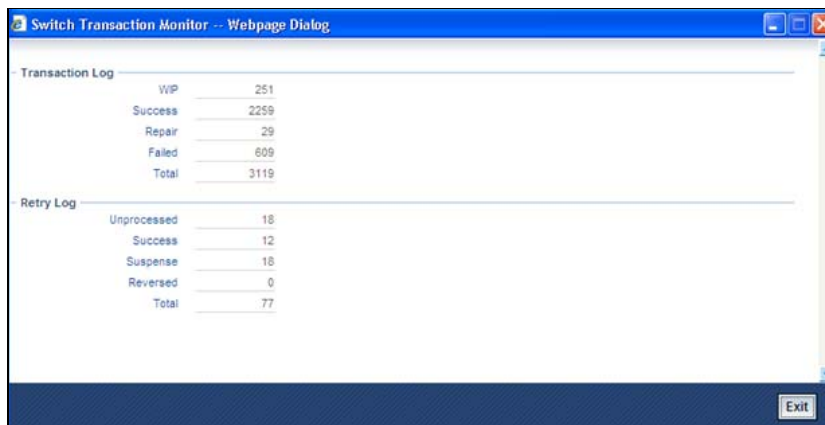 Switch Transaction Monitor -- Webpage Dialog
Transaction Log
WIP 251
Success 2259
Repair 29
Failed 609
Total 3119
Retry Log
Unprocessed 18
Success 12
Suspense 18
Reversed 0
Total 77
Exit